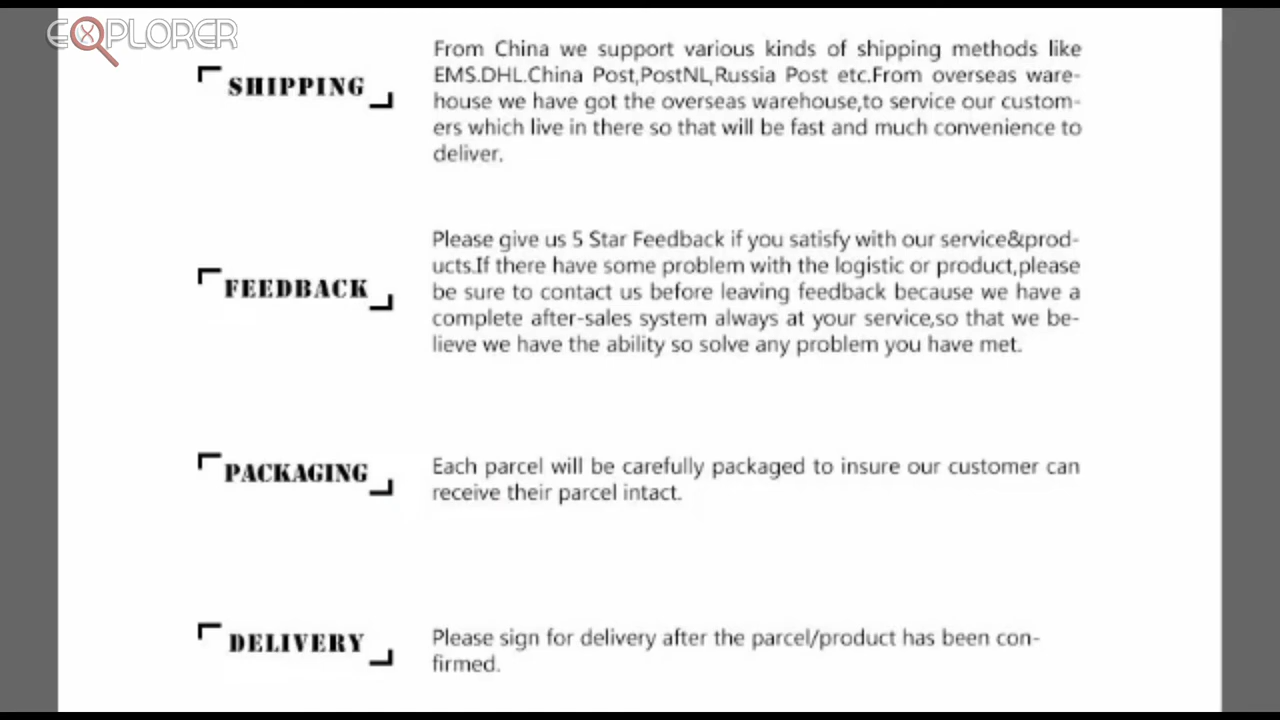 EXPLORER
SHIPPING
From China we support various kinds of shipping methods like
EMS.DHL.China Post,PostNL,Russia Post etc.From overseas ware-
house we have got the overseas warehouse,to service our custom-
ers which live in there so that will be fast and much convenience to
deliver.
FEEDBACK
Please give us 5 Star Feedback if you satisfy with our service&prod-
ucts.If there have some problem with the logistic or product,please
be sure to contact us before leaving feedback because we have a
complete after-sales system always at your service,so that we be-
lieve we have the ability so solve any problem you have met.
PACKAGING
Each parcel will be carefully packaged to insure our customer can
receive their parcel intact.
DELIVERY
Please sign for delivery after the parcel/product has been con-
firmed.